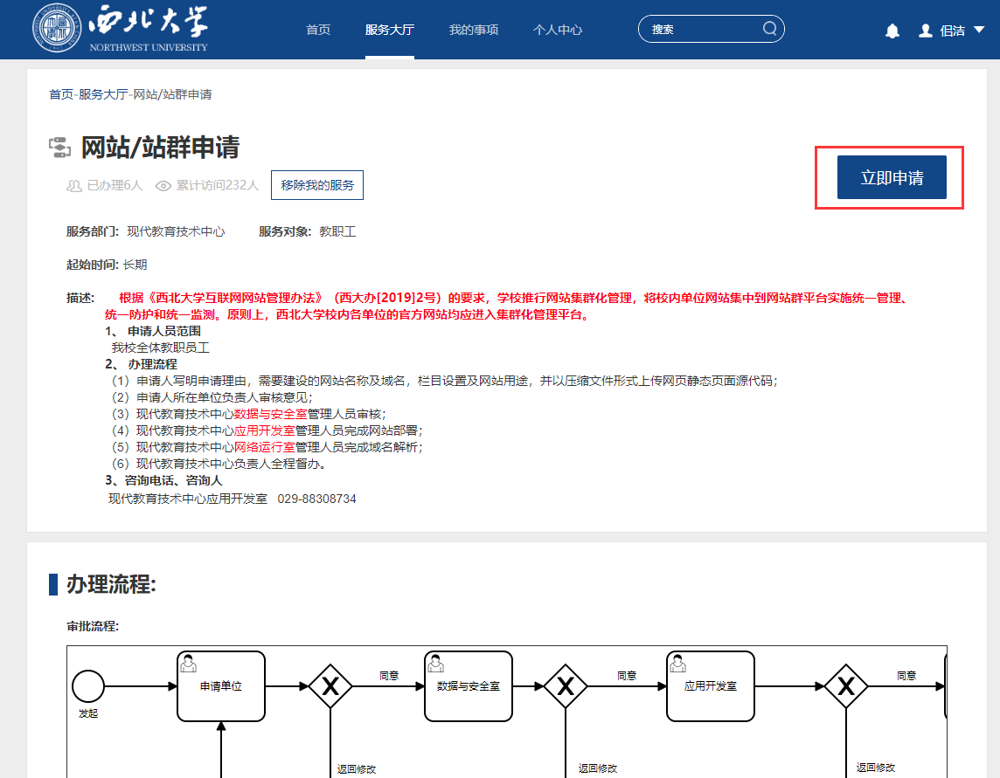 西北大学
NORTHWEST UNIVERSITY
首页 服务大厅 我的事项 个人中心 搜索 侣洁
首页-服务大厅-网站/站群申请
网站/站群申请
已办理6人 累计访问232人 移除我的服务
立即申请
服务部门: 现代教育技术中心 服务对象: 教职工
起始时间: 长期
描述: 根据《西北大学互联网网站管理办法》（西大办[2019]2号）的要求，学校推行网站集群化管理，将校内单位网站集中到网站群平台实施统一管理、
统一防护和统一监测。原则上，西北大学校内各单位的官方网站均应进入集群化管理平台。
1、 申请人员范围
我校全体教职员工
2、 办理流程
（1）申请人写明申请理由，需要建设的网站名称及域名，栏目设置及网站用途，并以压缩文件形式上传网页静态页面源代码；
（2）申请人所在单位负责人审核意见；
（3）现代教育技术中心数据与安全室管理人员审核；
（4）现代教育技术中心应用开发室管理人员完成网站部署；
（5）现代教育技术中心网络运行室管理人员完成域名解析；
（6）现代教育技术中心负责人全程督办。
3、咨询电话、咨询人
现代教育技术中心应用开发室 029-88308734
办理流程:
审批流程:
发起 申请单位 同意 数据与安全室 同意 应用开发室 同意
返回修改 返回修改 返回修改